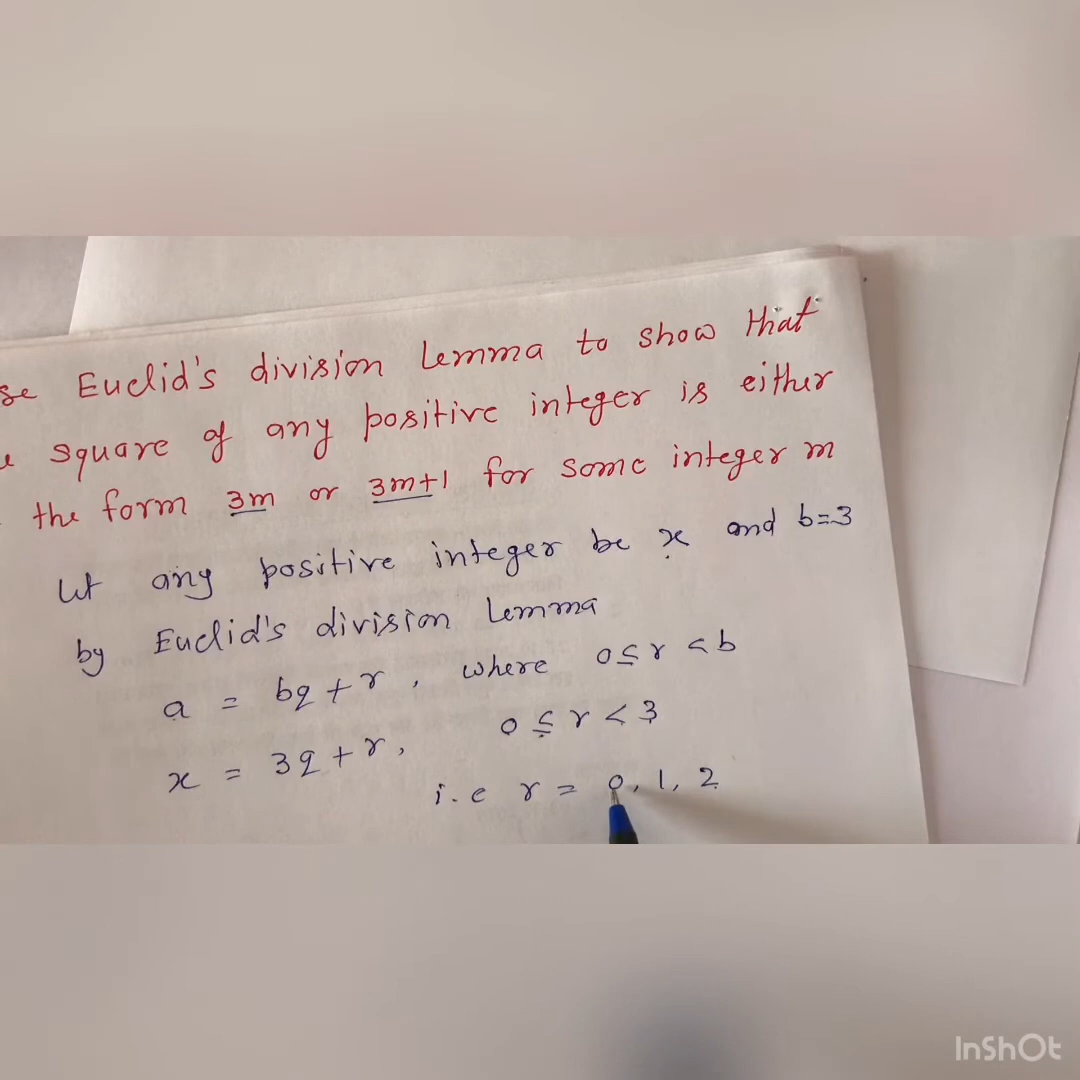 se Euclid's division Lemma to show that
e square of any positive integer is either
the form 3m or 3m+1 for some integer m
Let any positive integer be x and b=3
by Euclid's division Lemma
a = bq + r , where 0 ≤ r < b
x = 3q + r, 0 ≤ r < 3
i.e r = 0, 1, 2
InShOt